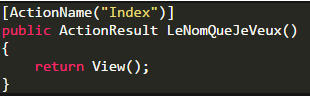 [ActionName("Index")]
public ActionResult LeNomQueJeVeux()
{
    return View();
}